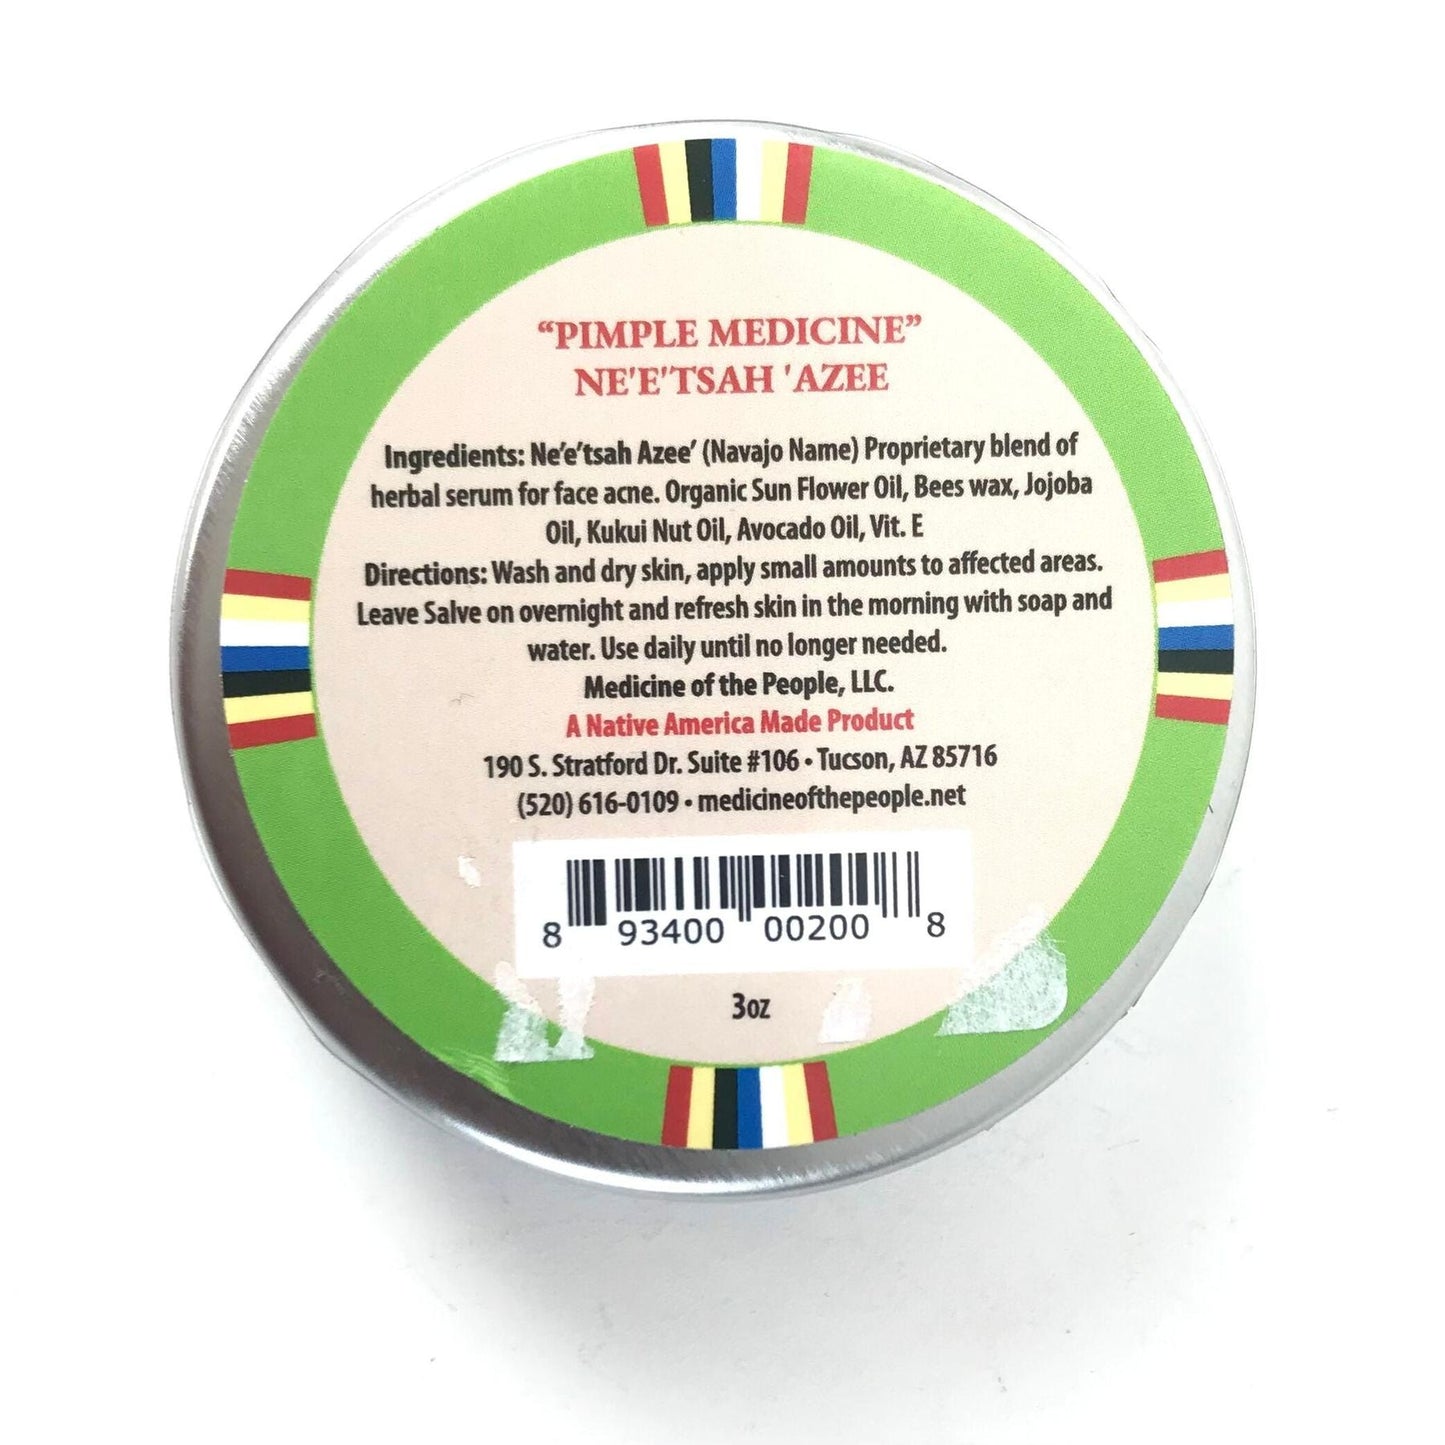 “PIMPLE MEDICINE”
NE'E'TSAH 'AZEE
Ingredients: Ne’e’tsah Azee’ (Navajo Name) Proprietary blend of
herbal serum for face acne. Organic Sun Flower Oil, Bees wax, Jojoba
Oil, Kukui Nut Oil, Avocado Oil, Vit. E
Directions: Wash and dry skin, apply small amounts to affected areas.
Leave Salve on overnight and refresh skin in the morning with soap and
water. Use daily until no longer needed.
Medicine of the People, LLC.
A Native America Made Product
190 S. Stratford Dr. Suite #106 • Tucson, AZ 85716
(520) 616-0109 • medicineofthepeople.net
8 93400 00200 8
3oz